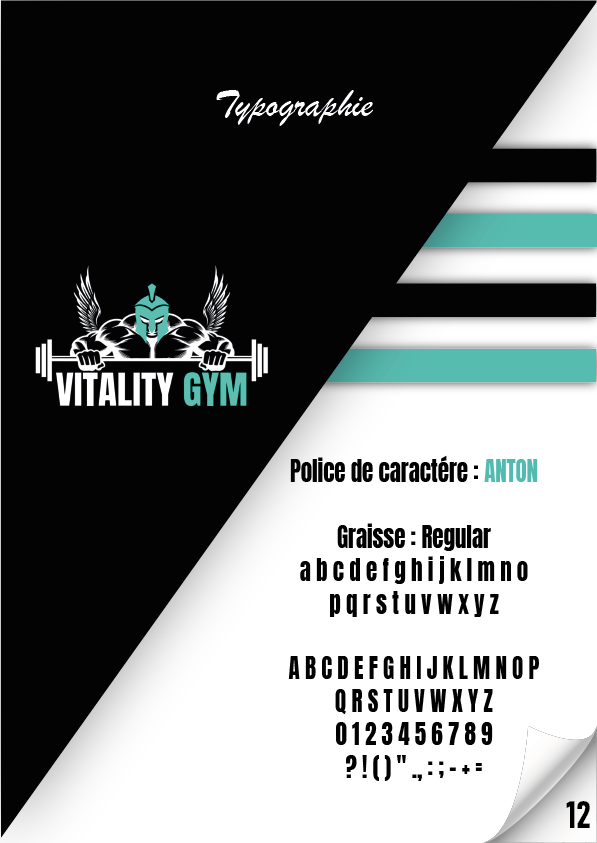 Typographie
VITALITY GYM
Police de caractére : ANTON
Graisse : Regular
a b c d e f g h i j k l m n o
p q r s t u v w x y z
A B C D E F G H I J K L M N O P
Q R S T U V W X Y Z
0 1 2 3 4 5 6 7 8 9
? ! ( ) " . , : ; - + =
12